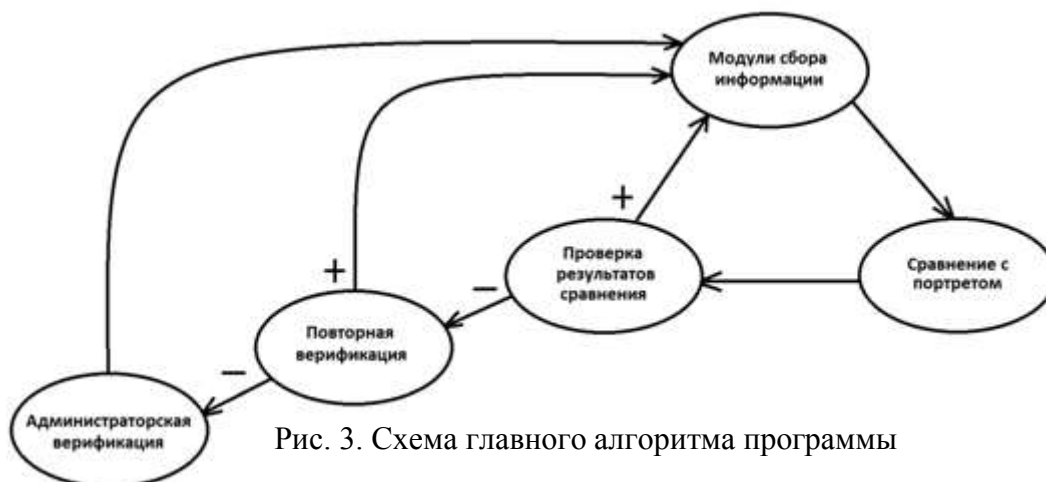 Модули сбора
информации
+
Проверка
результатов
сравнения
Сравнение с
портретом
+
−
Повторная
верификация
−
Администраторская
верификация
Рис. 3. Схема главного алгоритма программы